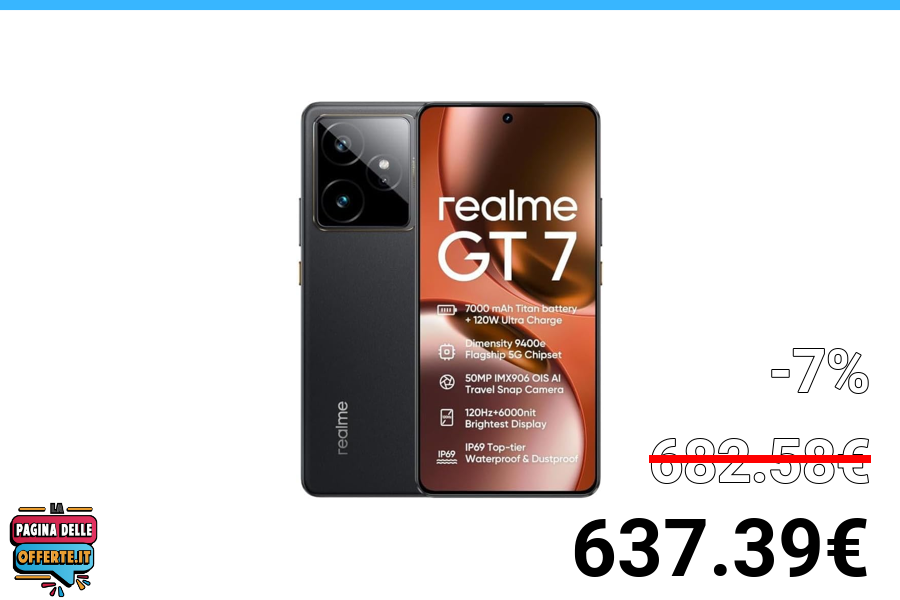 realme
GT 7
7000 mAh Titan battery
+ 120W Ultra Charge
Dimensity 9400e
Flagship 5G Chipset
50MP IMX906 OIS AI
Travel Snap Camera
120Hz+6000nit
Brightest Display
IP69
IP69 Top-tier
Waterproof & Dustproof
realme
-7%
682.58€
637.39€
LA
PAGINA DELLE
OFFERTE.IT